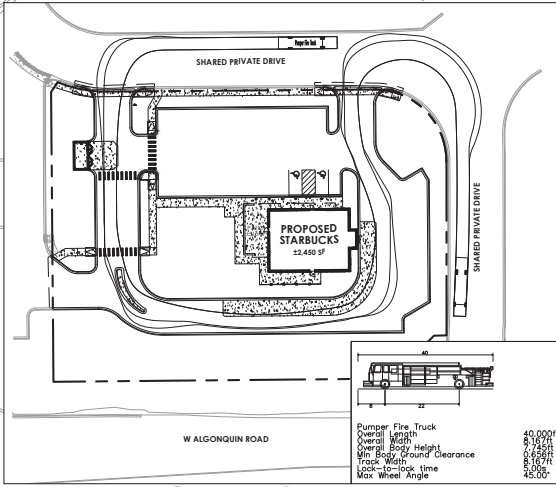 Pumper Fire Truck
SHARED PRIVATE DRIVE
SHARED PRIVATE DRIVE
PROPOSED
STARBUCKS
±2,450 SF
W ALGONQUIN ROAD
40
8 22
Pumper Fire Truck
Overall Length 40.000ft
Overall Width 8.167ft
Overall Body Height 7.745ft
Min Body Ground Clearance 0.656ft
Track Width 8.167ft
Lock-to-lock time 5.00s
Max Wheel Angle 45.00°